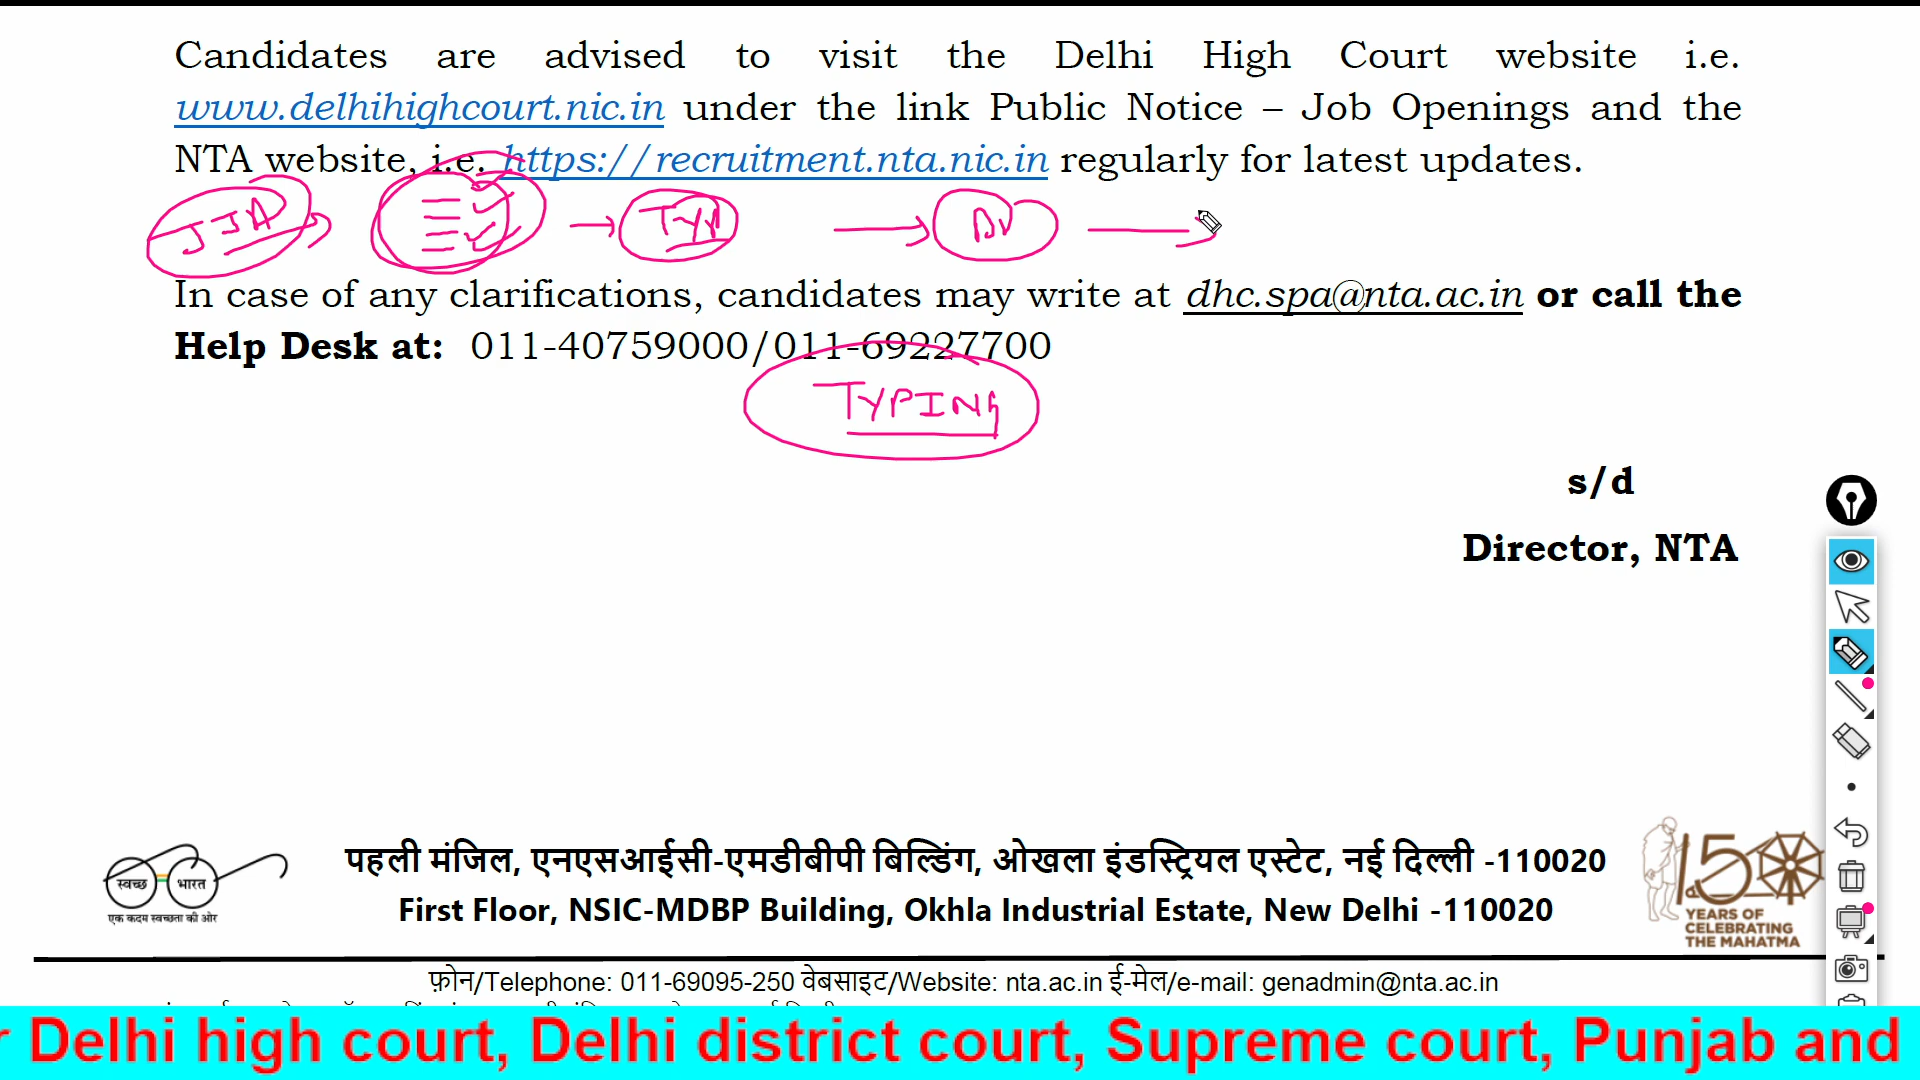 Candidates are advised to visit the Delhi High Court website i.e.
www.delhihighcourt.nic.in under the link Public Notice – Job Openings and the
NTA website, i.e. https://recruitment.nta.nic.in regularly for latest updates.
JJA TYP DV
In case of any clarifications, candidates may write at dhc.spa@nta.ac.in or call the
Help Desk at: 011-40759000/011-69227700
TYPING
s/d
Director, NTA
स्वच्छ भारत
एक कदम स्वच्छता की ओर
पहली मंजिल, एनएसआईसी-एमडीबीपी बिल्डिंग, ओखला इंडस्ट्रियल एस्टेट, नई दिल्ली -110020
First Floor, NSIC-MDBP Building, Okhla Industrial Estate, New Delhi -110020
150
YEARS OF
CELEBRATING
THE MAHATMA
फ़ोन/Telephone: 011-69095-250 वेबसाइट/Website: nta.ac.in ई-मेल/e-mail: genadmin@nta.ac.in
Delhi high court, Delhi district court, Supreme court, Punjab and